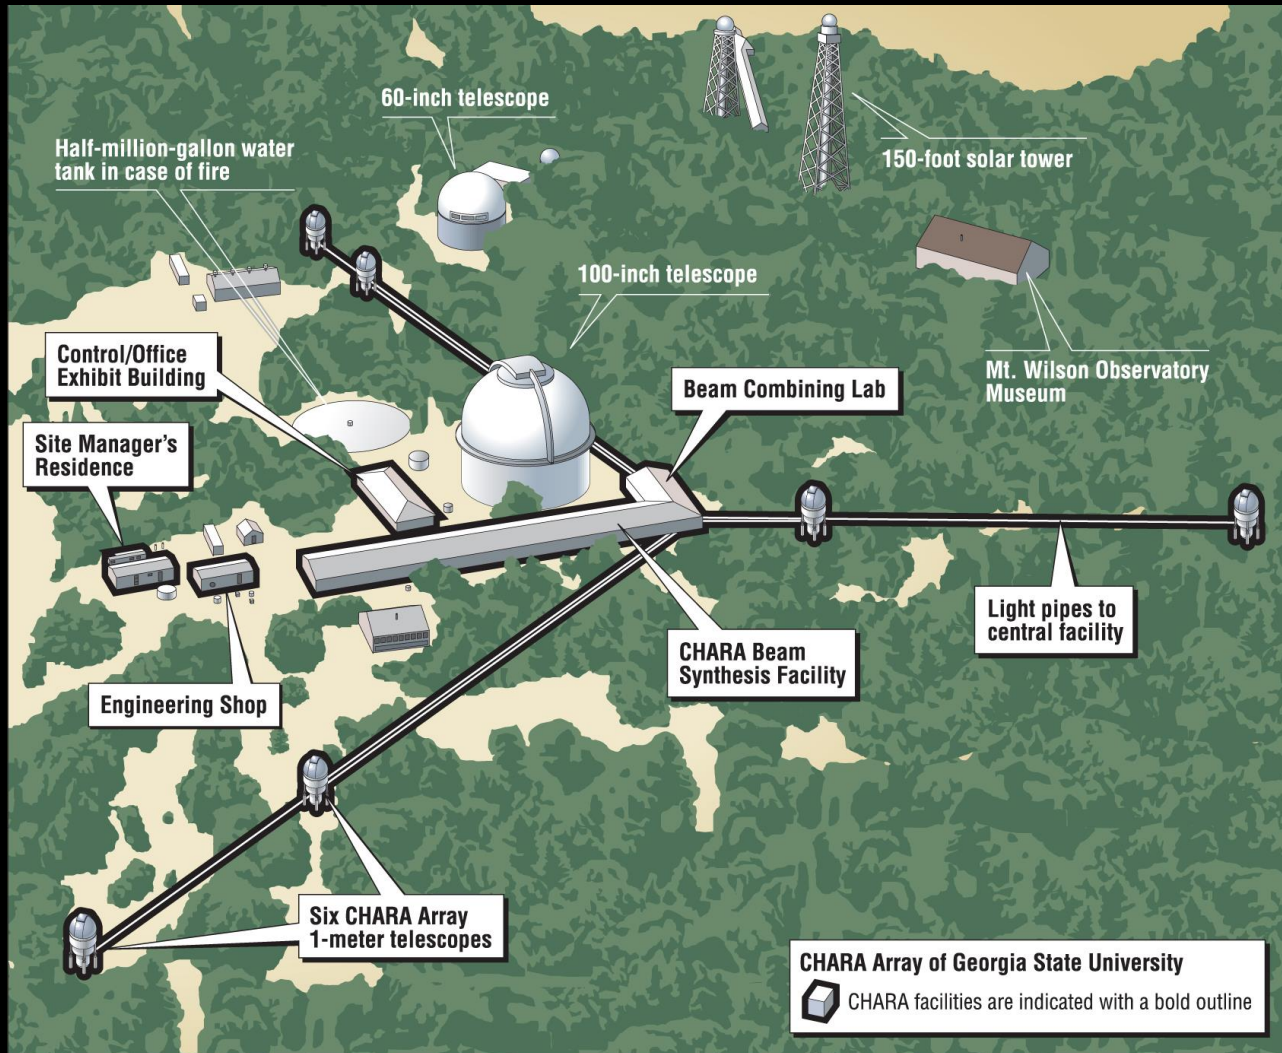 60-inch telescope
Half-million-gallon water
tank in case of fire
150-foot solar tower
100-inch telescope
Control/Office
Exhibit Building
Mt. Wilson Observatory
Museum
Beam Combining Lab
Site Manager's
Residence
Light pipes to
central facility
CHARA Beam
Synthesis Facility
Engineering Shop
Six CHARA Array
1-meter telescopes
CHARA Array of Georgia State University
CHARA facilities are indicated with a bold outline